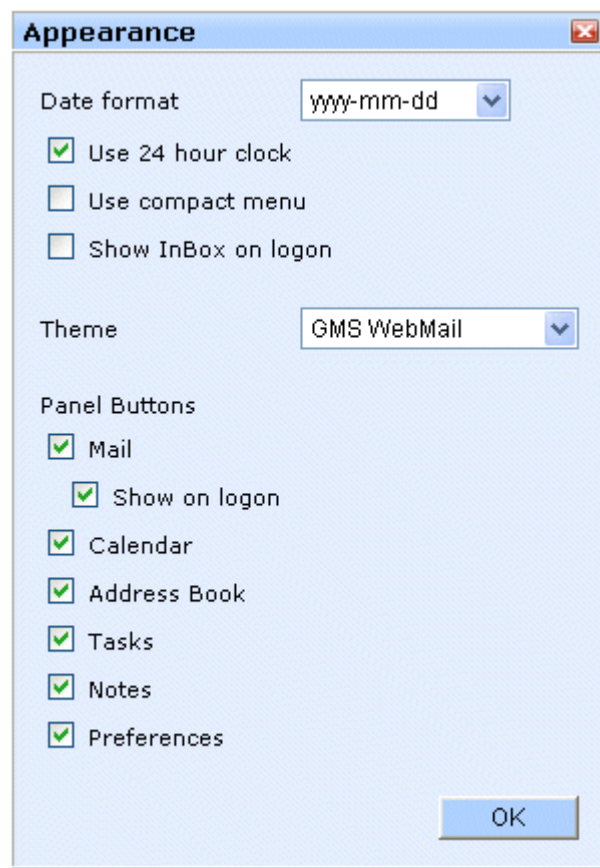 Appearance
Date format yyyy-mm-dd
Use 24 hour clock
Use compact menu
Show InBox on logon
Theme GMS WebMail
Panel Buttons
Mail
Show on logon
Calendar
Address Book
Tasks
Notes
Preferences
OK